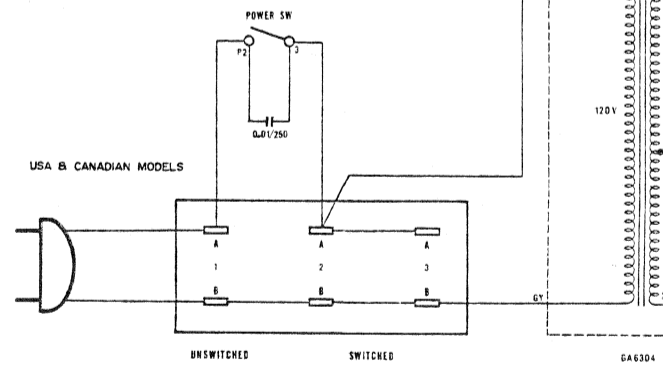 POWER SW
P2 3
0.01/250
120V
USA & CANADIAN MODELS
A A A
1 2 3
B B B
GY
UNSWITCHED SWITCHED
GA6304